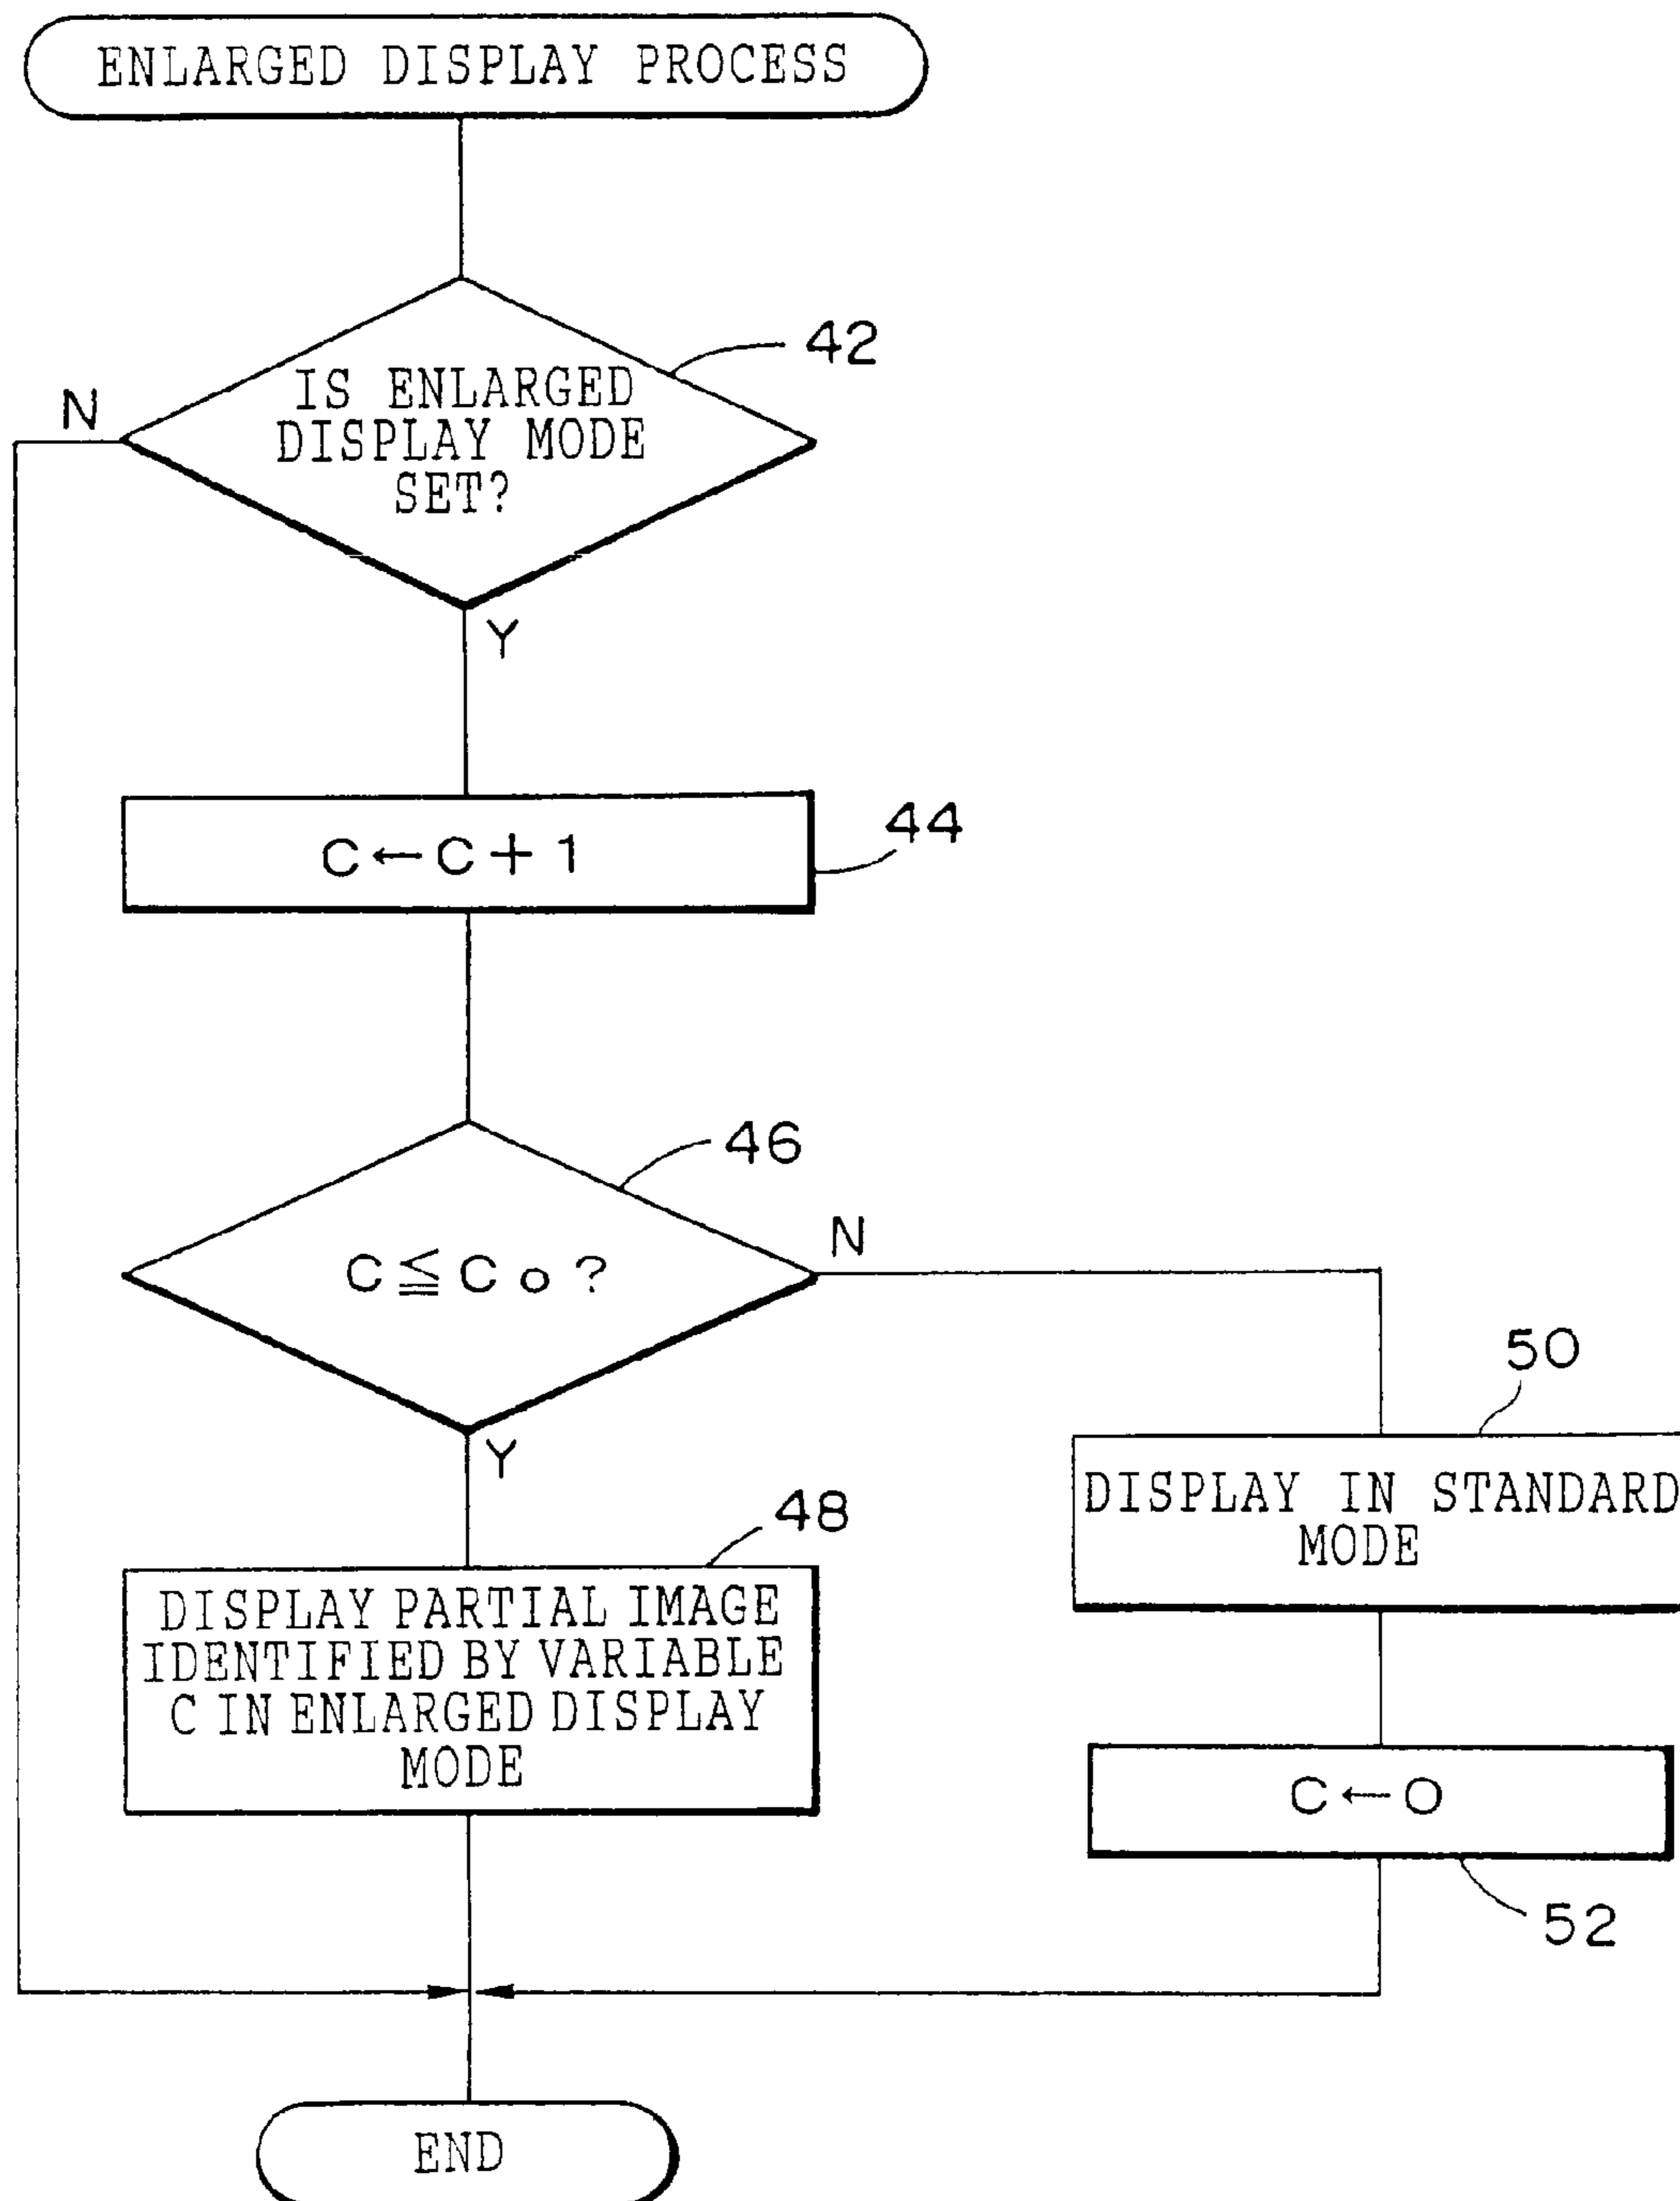 ENLARGED DISPLAY PROCESS
42
N
IS ENLARGED
DISPLAY MODE
SET?
Y
44
C←C+1
46
N
C≦Co?
Y
50
DISPLAY IN STANDARD
MODE
48
DISPLAY PARTIAL IMAGE
IDENTIFIED BY VARIABLE
C IN ENLARGED DISPLAY
MODE
C←0
52
END